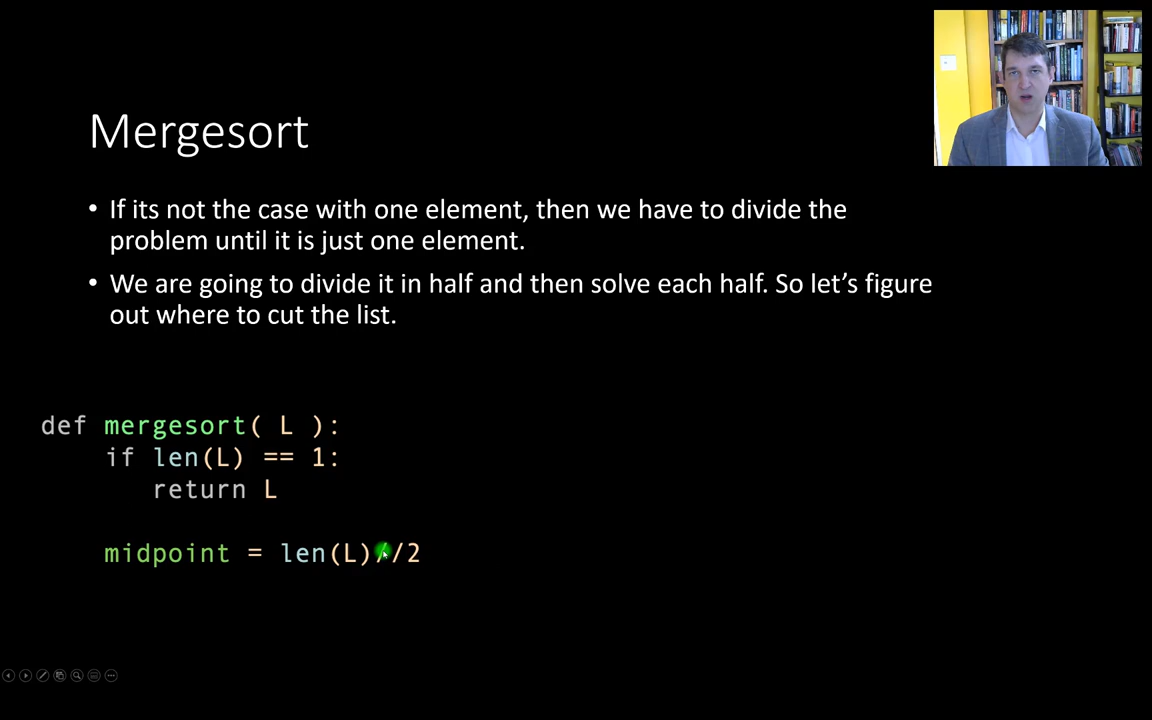 Mergesort
• If its not the case with one element, then we have to divide the
problem until it is just one element.
• We are going to divide it in half and then solve each half. So let’s figure
out where to cut the list.
def mergesort( L ):
if len(L) == 1:
return L
midpoint = len(L)//2